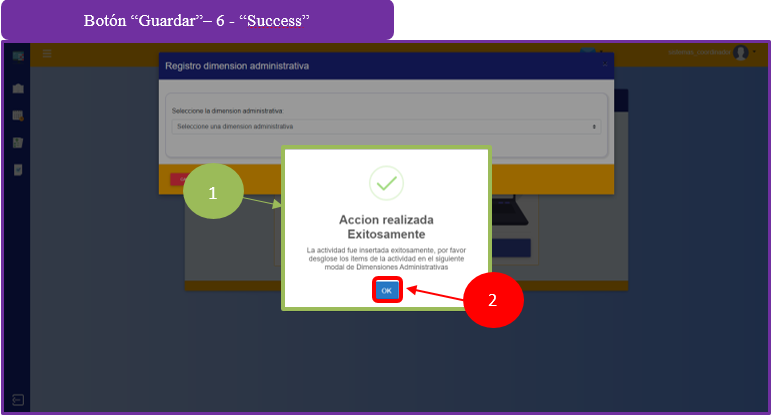 Botón “Guardar”– 6 - “Success”
Registro dimension administrativa
Seleccione la dimension administrativa:
Seleccione una dimension administrativa
1
Accion realizada
Exitosamente
La actividad fue insertada exitosamente, por favor
desglose los items de la actividad en el siguiente
modal de Dimensiones Administrativas
OK
2